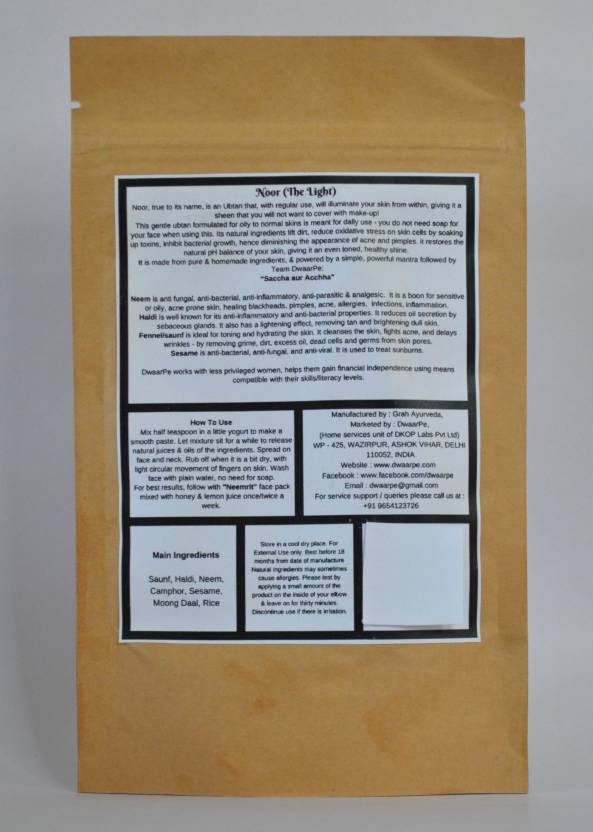 Noor (The Light)
Noor, true to its name, is an Ubtan that, with regular use, will illuminate your skin from within, giving it a
sheen that you will not want to cover with make-up!
This gentle ubtan formulated for oily to normal skins is meant for daily use - you do not need soap for
your face when using this. Its natural ingredients lift dirt, reduce oxidative stress on skin cells by soaking
up toxins, inhibit bacterial growth, hence diminishing the appearance of acne and pimples. It restores the
natural pH balance of your skin, giving it an even toned, healthy shine.
It is made from pure & homemade ingredients, & powered by a simple, powerful mantra followed by
Team DwaarPe:
"Saccha aur Acchha"
Neem is anti fungal, anti-bacterial, anti-inflammatory, anti-parasitic & analgesic. It is a boon for sensitive
or oily, acne prone skin, healing blackheads, pimples, acne, allergies, infections, inflammation.
Haldi is well known for its anti-inflammatory and anti-bacterial properties. It reduces oil secretion by
sebaceous glands. It also has a lightening effect, removing tan and brightening dull skin.
Fennel/saunf is ideal for toning and hydrating the skin. It cleanses the skin, fights acne, and delays
wrinkles - by removing grime, dirt, excess oil, dead cells and germs from skin pores.
Sesame is anti-bacterial, anti-fungal, and anti-viral. It is used to treat sunburns.
DwaarPe works with less privileged women, helps them gain financial independence using means
compatible with their skills/literacy levels.
How To Use
Mix half teaspoon in a little yogurt to make a
smooth paste. Let mixture sit for a while to release
natural juices & oils of the ingredients. Spread on
face and neck. Rub off when it is a bit dry, with
light circular movement of fingers on skin. Wash
face with plain water, no need for soap.
For best results, follow with "Neemrit" face pack
mixed with honey & lemon juice once/twice a
week.
Manufactured by : Grah Ayurveda,
Marketed by : DwaarPe,
(Home services unit of DKOP Labs Pvt Ltd)
WP - 425, WAZIRPUR, ASHOK VIHAR, DELHI
110052, INDIA
Website : www.dwaarpe.com
Facebook : www.facebook.com/dwaarpe
Email : dwaarpe@gmail.com
For service support / queries please call us at :
+91 9654123726
Main Ingredients
Saunf, Haldi, Neem,
Camphor, Sesame,
Moong Daal, Rice
Store in a cool dry place. For
External Use only. Best before 18
months from date of manufacture
Natural ingredients may sometimes
cause allergies. Please test by
applying a small amount of the
product on the inside of your elbow
& leave on for thirty minutes.
Discontinue use if there is irritation.